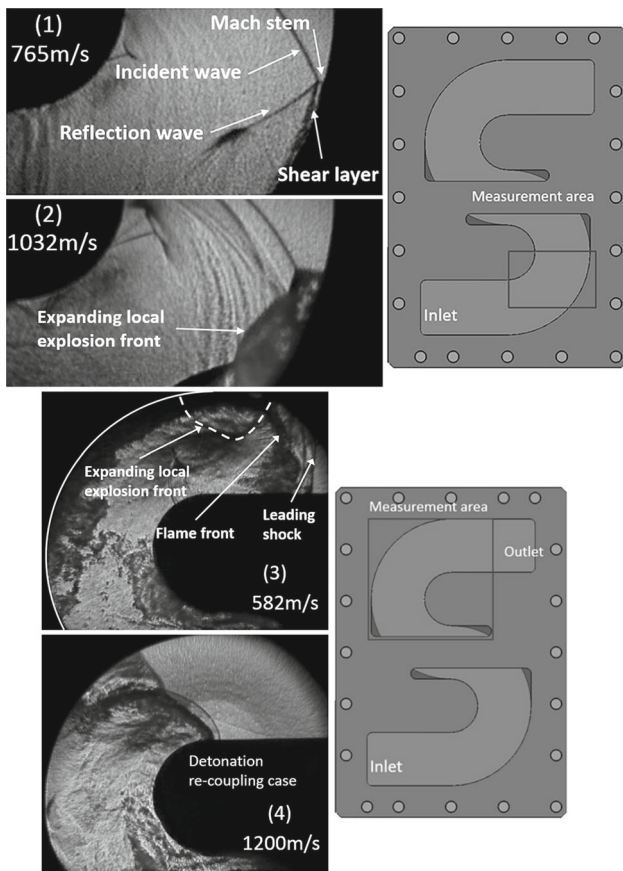 (1)
765m/s
Mach stem
Incident wave
Reflection wave
Shear layer
(2)
1032m/s
Expanding local
explosion front
Measurement area
Inlet
Expanding local
explosion front
Flame front
Leading
shock
(3)
582m/s
Detonation
re-coupling case
(4)
1200m/s
Measurement area
Outlet
Inlet